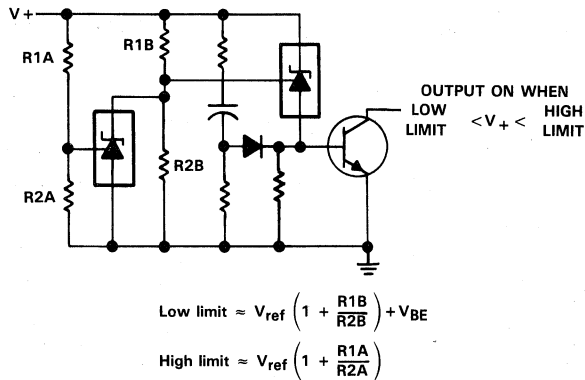 V+
R1A
R1B
R2A
R2B
OUTPUT ON WHEN
LOW LIMIT < V + < HIGH LIMIT
Low limit ≈ Vref (1 + R1B/R2B) + VBE
High limit ≈ Vref (1 + R1A/R2A)